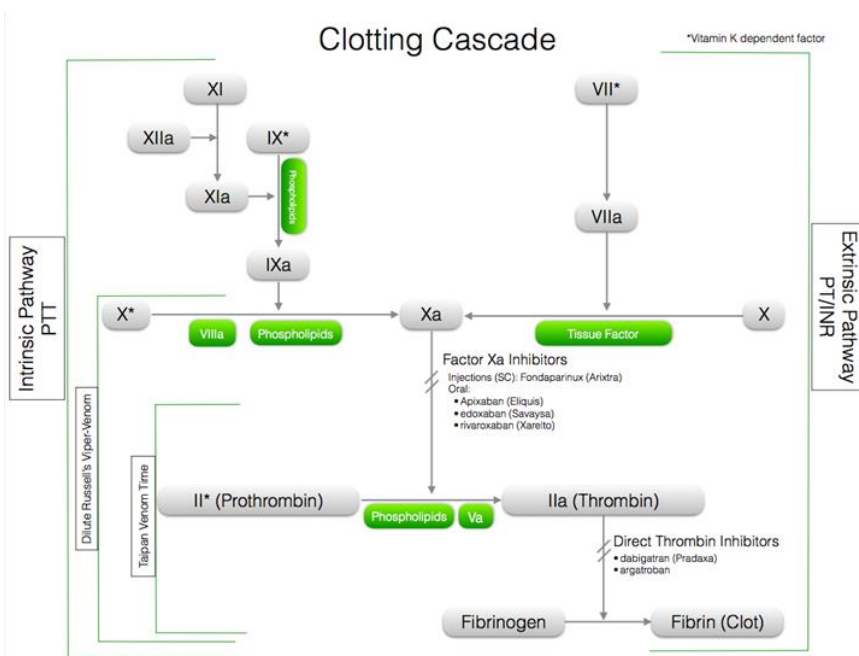 Clotting Cascade
*Vitamin K dependent factor
XI
VII*
XIIa
IX*
Phospholipids
XIa
VIIa
IXa
Intrinsic Pathway
PTT
Extrinsic Pathway
PT/INR
X*
Xa
X
VIIIa
Phospholipids
Tissue Factor
Factor Xa Inhibitors
Injections (SC): Fondaparinux (Arixtra)
Oral:
• Apixaban (Eliquis)
• edoxaban (Savaysa)
• rivaroxaban (Xarelto)
Dilute Russell's Viper-Venom
Taipan Venom Time
II* (Prothrombin)
IIa (Thrombin)
Phospholipids
Va
Direct Thrombin Inhibitors
• dabigatran (Pradaxa)
• argatroban
Fibrinogen
Fibrin (Clot)